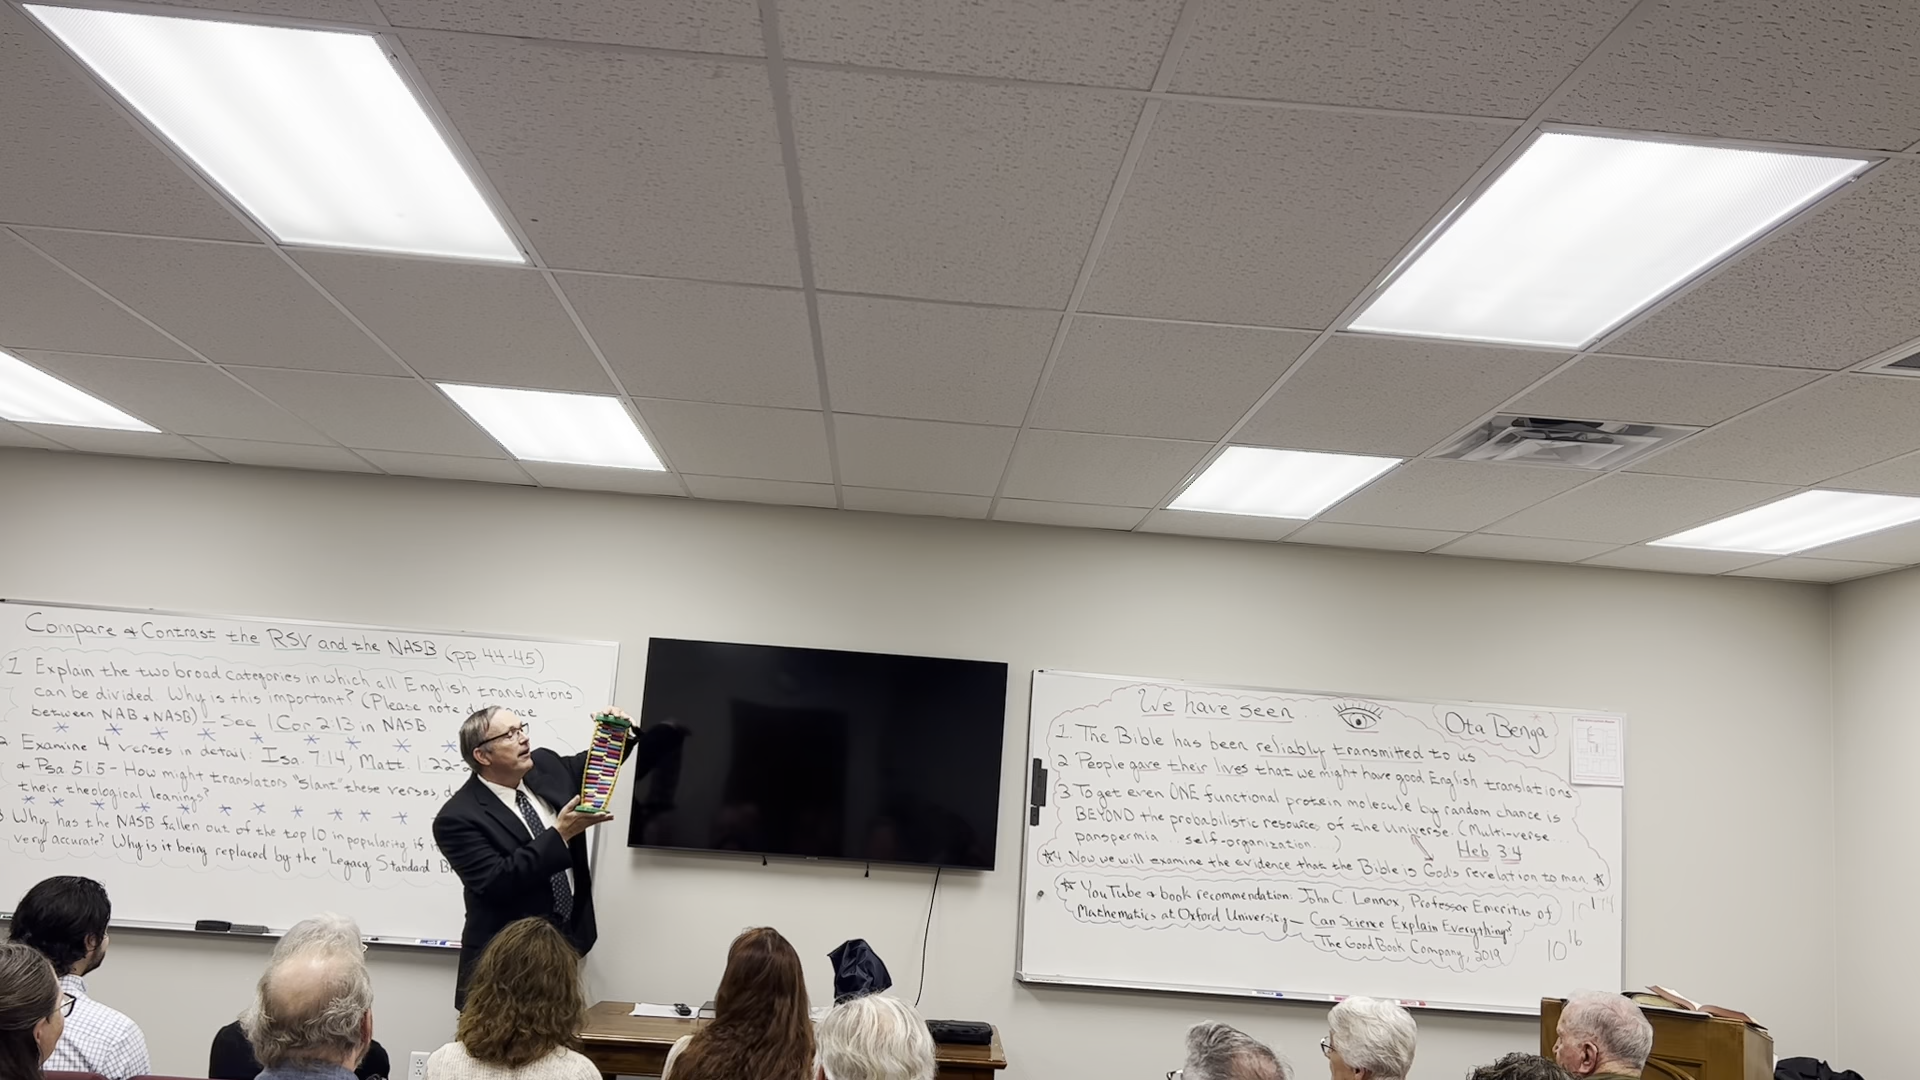 Compare & Contrast the RSV and the NASB (pp. 44-45)
1 Explain the two broad categories in which all English translations
can be divided. Why is this important? (Please note difference
between NAB & NASB) - See 1 Cor 2:13 in NASB
2. Examine 4 verses in detail: Isa. 7:14, Matt. 1:22-2
& Psa 51:5 - How might translators "slant" these verses,
their theological leanings?
3 Why has the NASB fallen out of the top 10 in popularity,
very accurate? Why is it being replaced by the "Legacy Standard B
We have seen
Ota Benga
1. The Bible has been reliably transmitted to us
2 People gave their lives that we might have good English translations
3 To get even ONE functional protein molecule by random chance is
BEYOND the probabilistic resources of the universe. (Multi-verse...
panspermia ... self-organization...)
Heb 3:4
4. Now we will examine the evidence that the Bible is God's revelation to man
YouTube & book recommendation: John C. Lennox, Professor Emeritus of
Mathematics at Oxford University - Can Science Explain Everything?
The Good Book Company, 2019
10 16